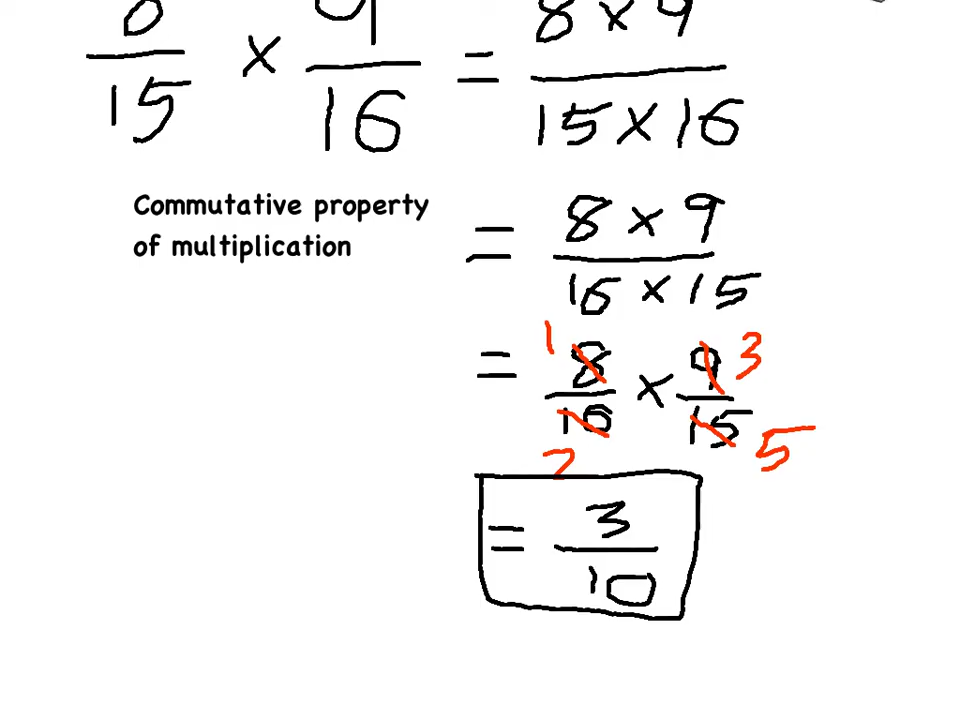 8/15 × 9/16 = 8 × 9 / 15 × 16
Commutative property
of multiplication
= 8 × 9 / 16 × 15
= 8/16 × 9/15
1 3
2 5
= 3/10